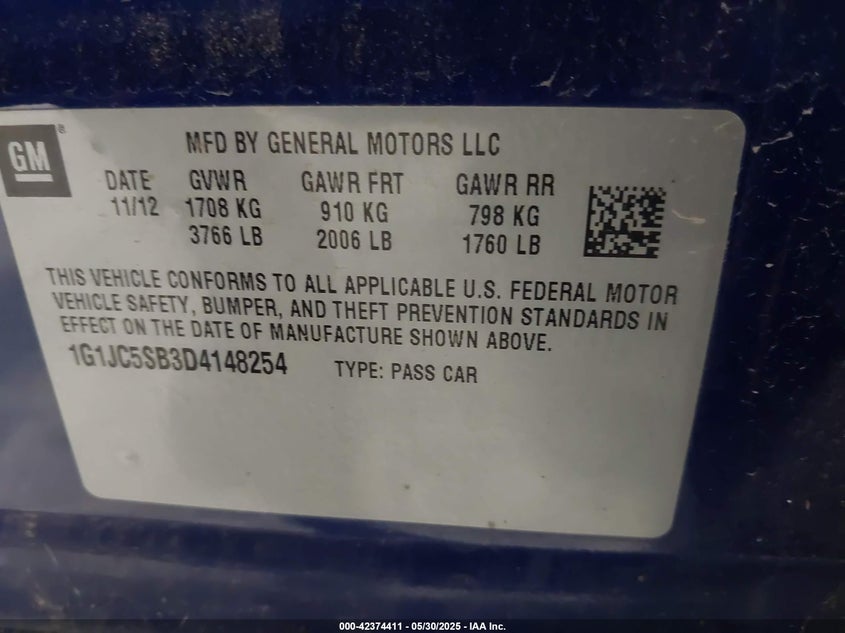 GM®
MFD BY GENERAL MOTORS LLC
DATE GVWR GAWR FRT GAWR RR
11/12 1708 KG 910 KG 798 KG
3766 LB 2006 LB 1760 LB
THIS VEHICLE CONFORMS TO ALL APPLICABLE U.S. FEDERAL MOTOR
VEHICLE SAFETY, BUMPER, AND THEFT PREVENTION STANDARDS IN
EFFECT ON THE DATE OF MANUFACTURE SHOWN ABOVE.
1G1JC5SB3D4148254 TYPE: PASS CAR
000-42374411 - 05/30/2025 - IAA Inc.